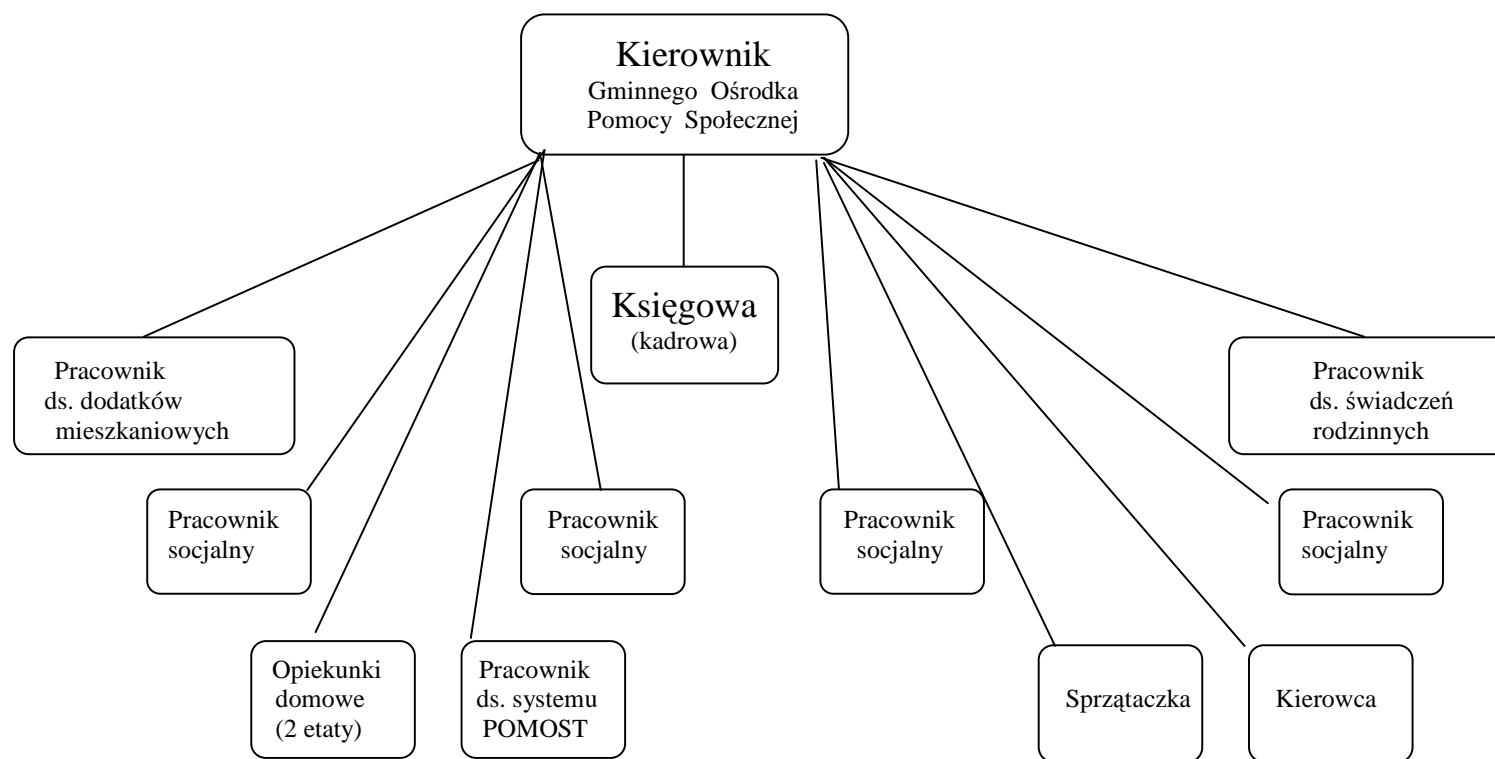 Kierownik
Gminnego Ośrodka
Pomocy Społecznej
Księgowa
(kadrowa)
Pracownik
ds. dodatków
mieszkaniowych
Pracownik
ds. świadczeń
rodzinnych
Pracownik
socjalny
Pracownik
socjalny
Pracownik
socjalny
Pracownik
socjalny
Opiekunki
domowe
(2 etaty)
Pracownik
ds. systemu
POMOST
Sprzątaczka
Kierowca